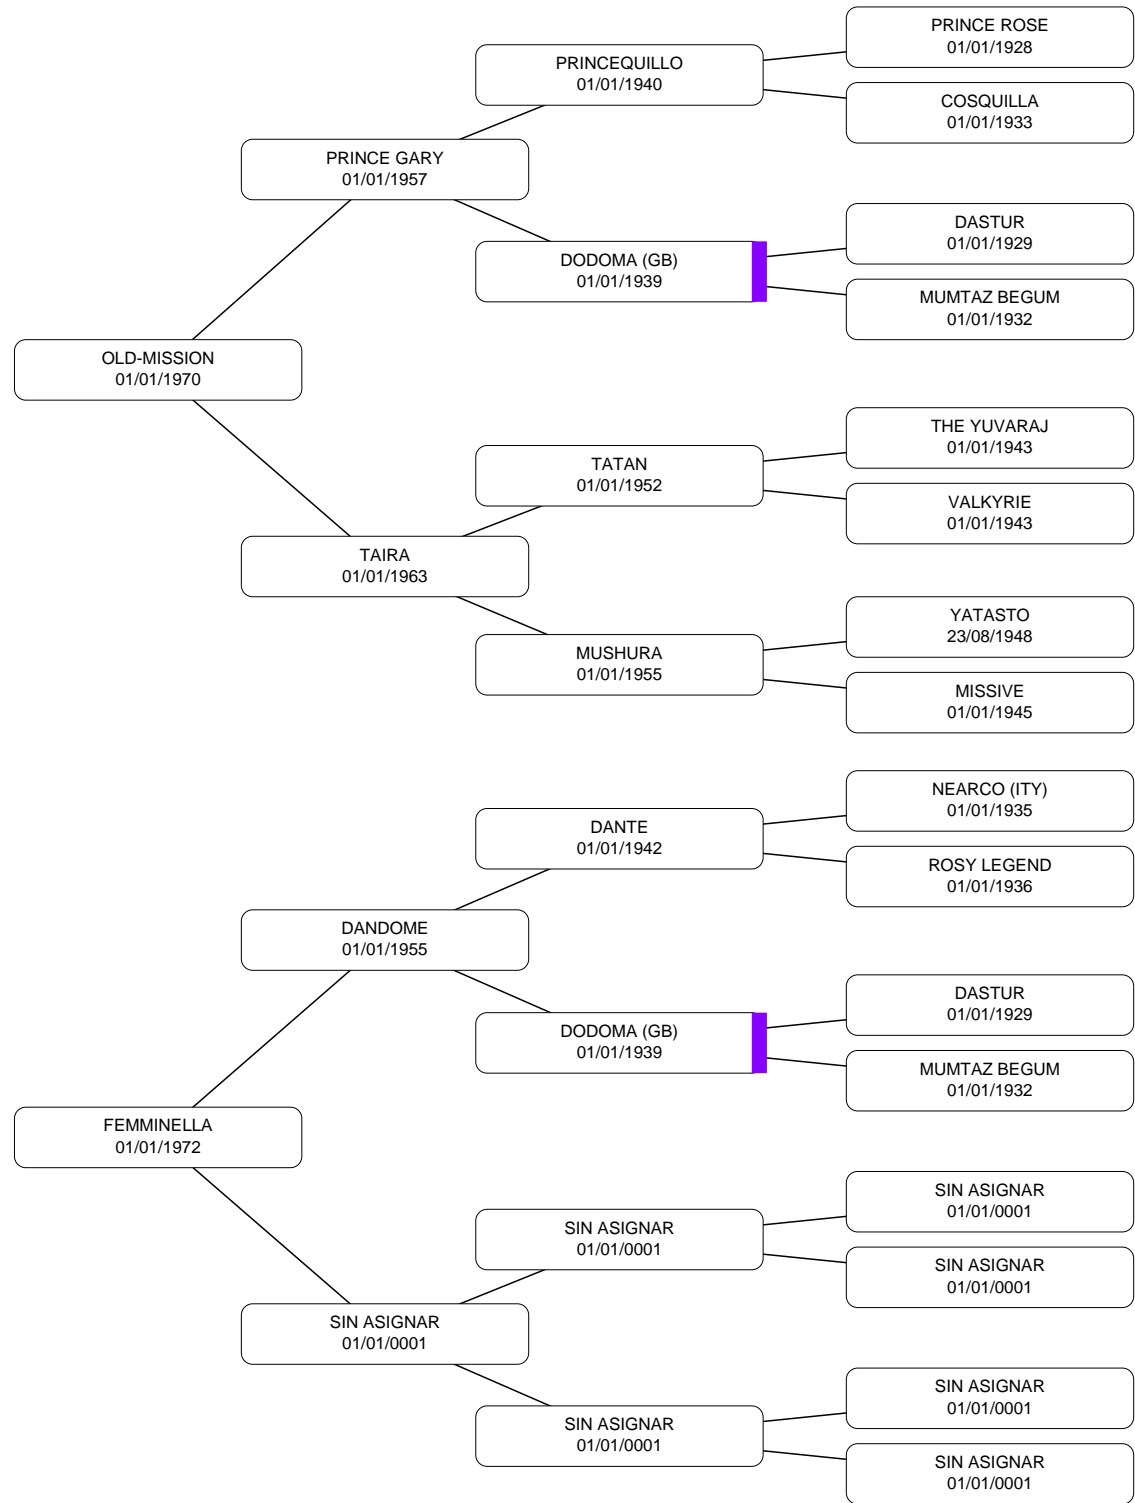 PRINCE ROSE
01/01/1928
PRINCEQUILLO
01/01/1940
COSQUILLA
01/01/1933
PRINCE GARY
01/01/1957
DASTUR
01/01/1929
DODOMA (GB)
01/01/1939
MUMTAZ BEGUM
01/01/1932
OLD-MISSION
01/01/1970
THE YUVARAJ
01/01/1943
TATAN
01/01/1952
VALKYRIE
01/01/1943
TAIRA
01/01/1963
YATASTO
23/08/1948
MUSHURA
01/01/1955
MISSIVE
01/01/1945
NEARCO (ITY)
01/01/1935
DANTE
01/01/1942
ROSY LEGEND
01/01/1936
DANDOME
01/01/1955
DASTUR
01/01/1929
DODOMA (GB)
01/01/1939
MUMTAZ BEGUM
01/01/1932
FEMMINELLA
01/01/1972
SIN ASIGNAR
01/01/0001
SIN ASIGNAR
01/01/0001
SIN ASIGNAR
01/01/0001
SIN ASIGNAR
01/01/0001
SIN ASIGNAR
01/01/0001
SIN ASIGNAR
01/01/0001
SIN ASIGNAR
01/01/0001